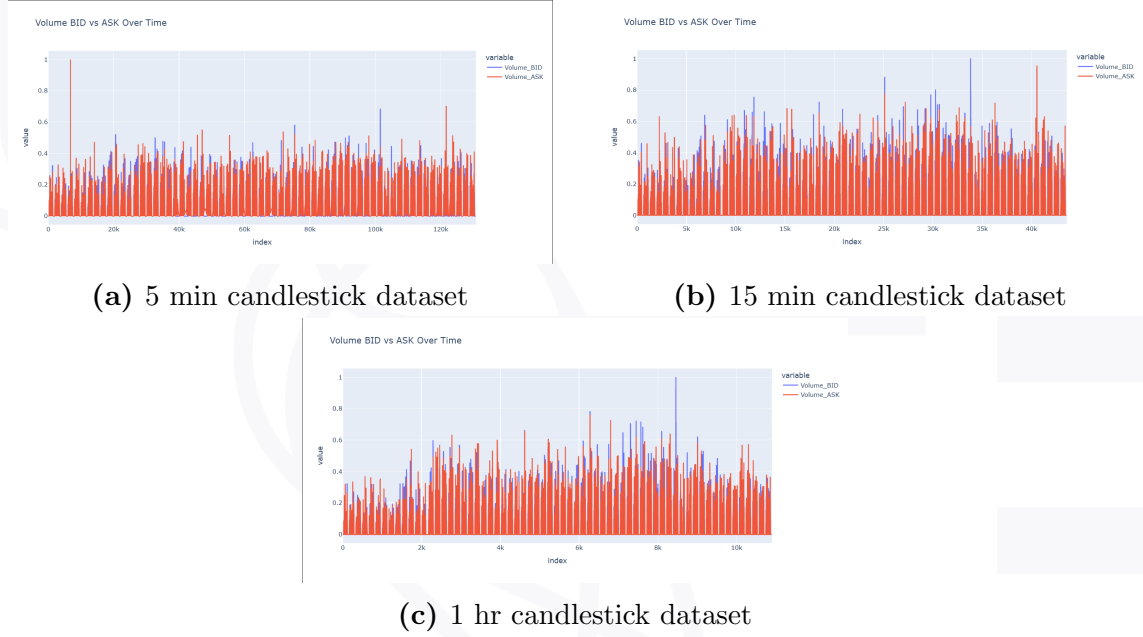 Volume BID vs ASK Over Time
variable
Volume_BID
Volume_ASK
1
0.8
0.6
0.4
0.2
0
value
0 20k 40k 60k 80k 100k 120k
index
(a) 5 min candlestick dataset
Volume BID vs ASK Over Time
variable
Volume_BID
Volume_ASK
1
0.8
0.6
0.4
0.2
0
value
0 5k 10k 15k 20k 25k 30k 35k 40k
index
(b) 15 min candlestick dataset
Volume BID vs ASK Over Time
variable
Volume_BID
Volume_ASK
1
0.8
0.6
0.4
0.2
0
value
0 2k 4k 6k 8k 10k
index
(c) 1 hr candlestick dataset